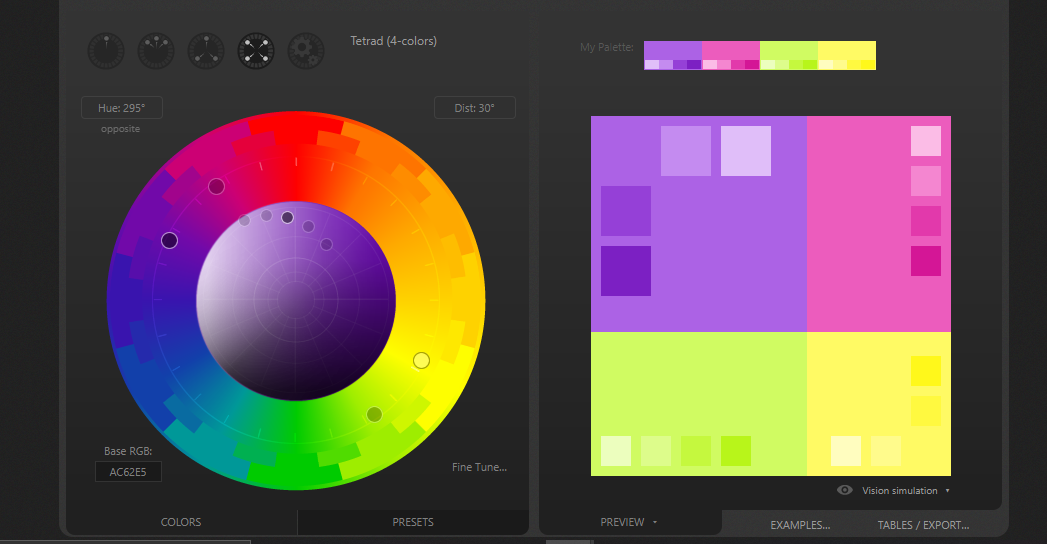 Tetrad (4-colors)
My Palette:
Hue: 295°
Dist: 30°
opposite
Base RGB:
AC62E5
Fine Tune...
Vision simulation
COLORS
PRESETS
PREVIEW
EXAMPLES...
TABLES / EXPORT...